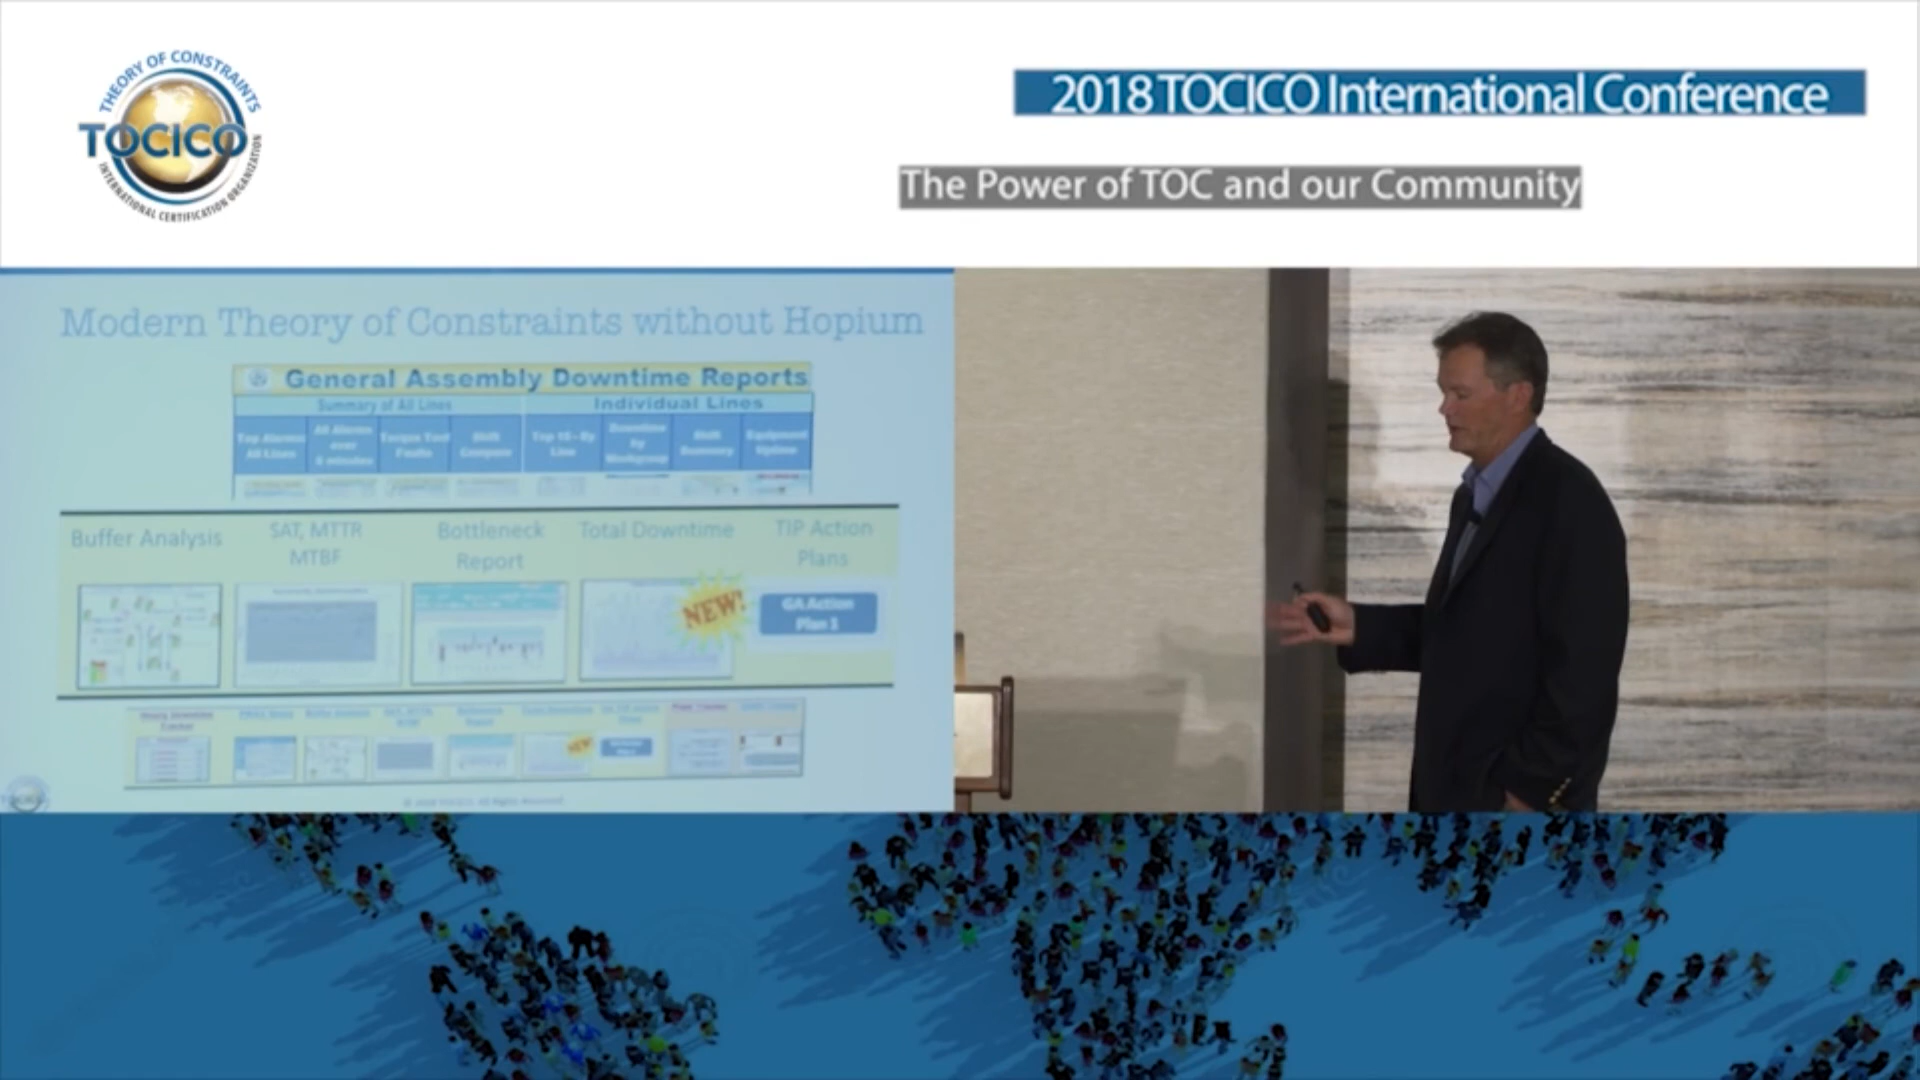 THEORY OF CONSTRAINTS
TOCICO
INTERNATIONAL CERTIFICATION ORGANIZATION
2018 TOCICO International Conference
The Power of TOC and our Community
Modern Theory of Constraints without Hopium
General Assembly Downtime Reports
Summary of All Lines
Individual Lines
Top Alarms
All Lines
All Alarms
over
Torque Tool
Faults
Shift
Compare
Top 10-By
Line
Downtime
by
Workgroup
Shift
Summary
Equipment
Uptime
Buffer Analysis
SAT, MTTR
MTBF
Bottleneck
Report
Total Downtime
TIP Action
Plans
NEW!
GA Action
Plan 1
NEW